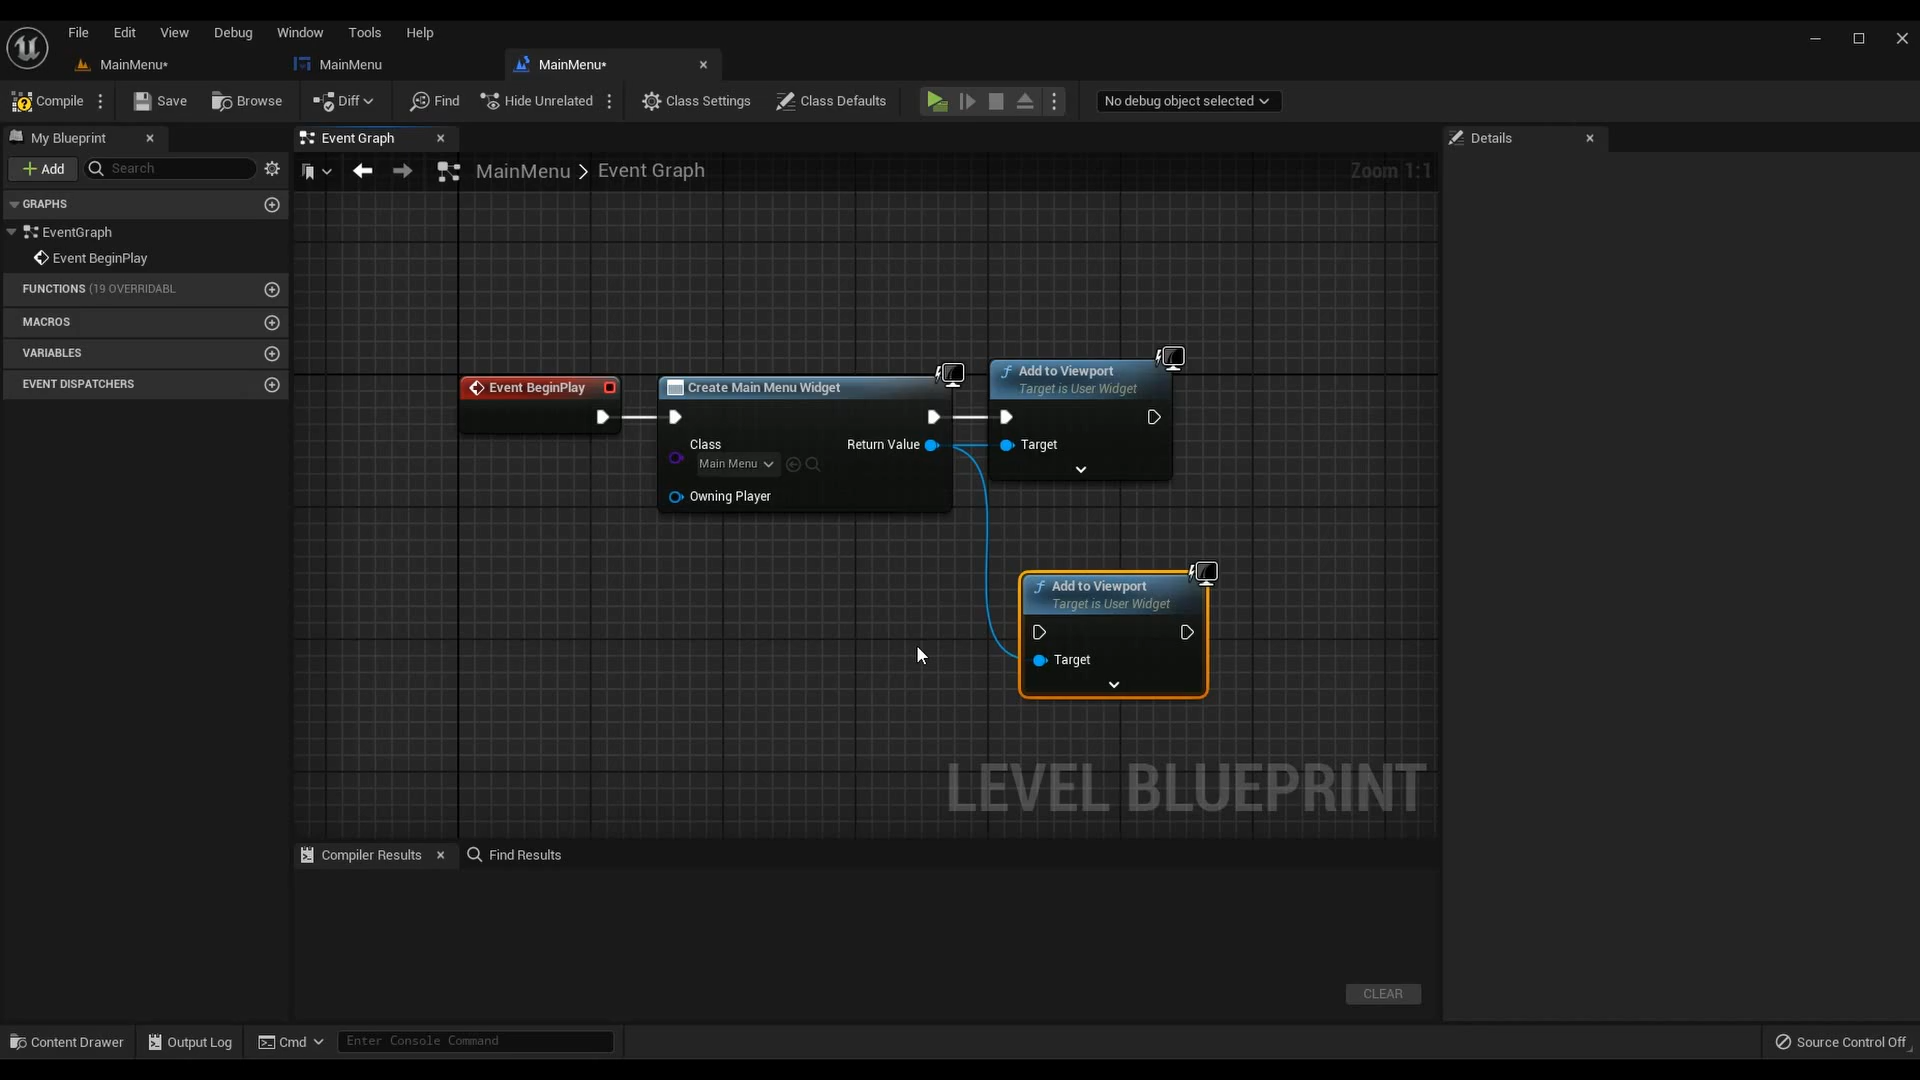 File Edit View Debug Window Tools Help
MainMenu* MainMenu MainMenu*
Compile Save Browse Diff Find Hide Unrelated Class Settings Class Defaults No debug object selected
My Blueprint Event Graph Details
Add Search MainMenu > Event Graph Zoom 1:1
GRAPHS
EventGraph
Event BeginPlay
FUNCTIONS (19 OVERRIDABL
MACROS
VARIABLES
EVENT DISPATCHERS
Event BeginPlay
Create Main Menu Widget
Class
Main Menu
Return Value
Owning Player
f Add to Viewport
Target is User Widget
Target
f Add to Viewport
Target is User Widget
Target
LEVEL BLUEPRINT
Compiler Results Find Results
CLEAR
Content Drawer Output Log Cmd Enter Console Command Source Control Off